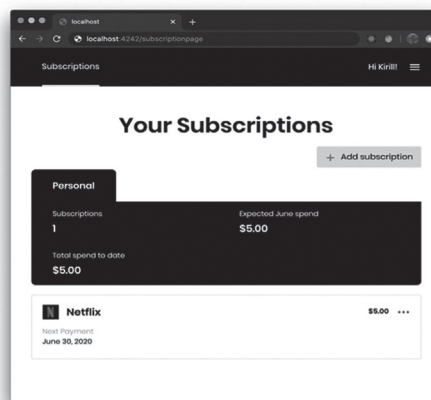 localhost
localhost:4242/subscriptionpage
Subscriptions
Hi Kirill!
Your Subscriptions
+ Add subscription
Personal
Subscriptions
Expected June spend
1
$5.00
Total spend to date
$5.00
N
Netflix
$5.00
Next Payment
June 30, 2020